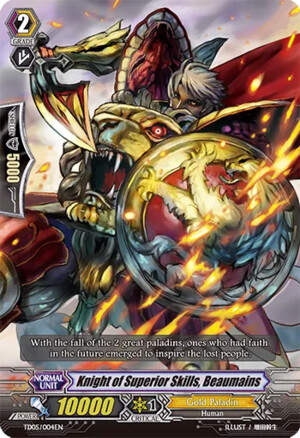 2
GRADE
5000
SHIELD
With the fall of the 2 great paladins, ones who had faith
in the future emerged to inspire the lost people.
NORMAL
UNIT
Knight of Superior Skills, Beaumains
10000
1
Gold Paladin
Human
POWER
CRITICAL
TD05/004EN
ILLUST / 増田幹生